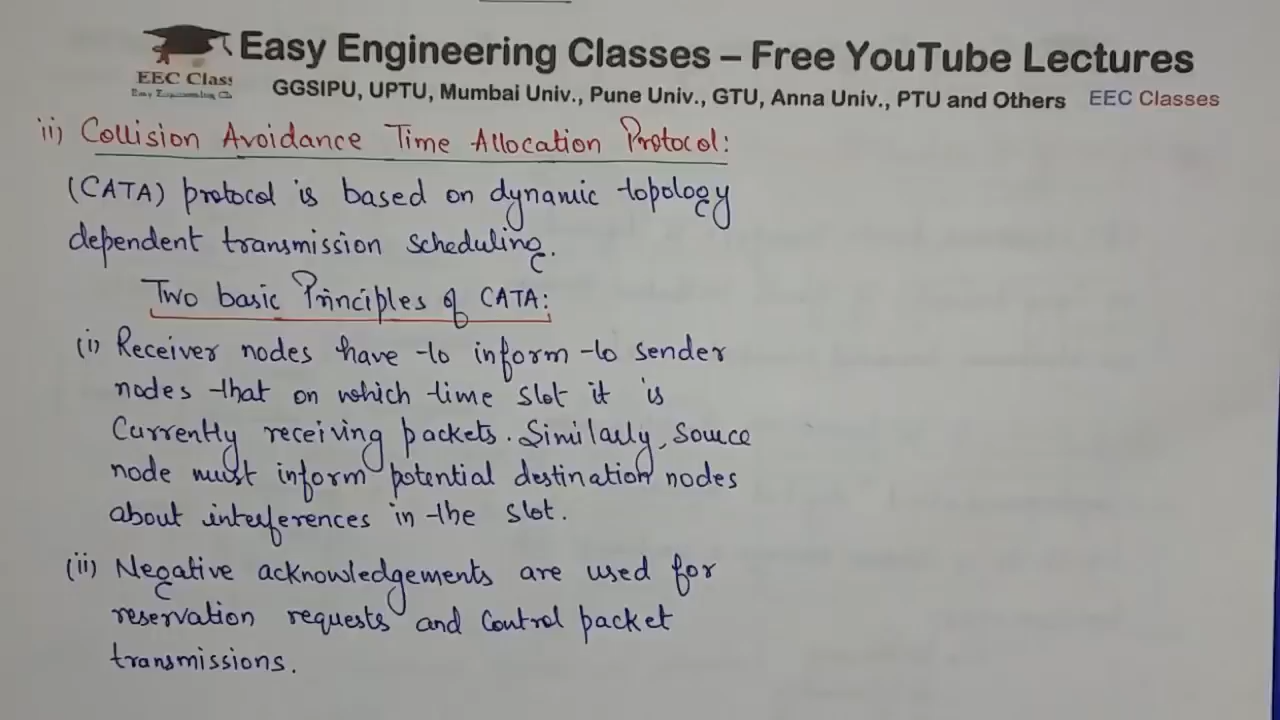 Easy Engineering Classes – Free YouTube Lectures
EEC Class
GGSIPU, UPTU, Mumbai Univ., Pune Univ., GTU, Anna Univ., PTU and Others EEC Classes
ii) Collision Avoidance Time Allocation Protocol:
(CATA) protocol is based on dynamic topology
dependent transmission scheduling.
Two basic Principles of CATA:
(i) Receiver nodes have to inform to sender
nodes that on which time slot it is
Currently receiving packets. Similarly, Source
node must inform potential destination nodes
about interferences in the slot.
(ii) Negative acknowledgements are used for
reservation requests and Control packet
transmissions.